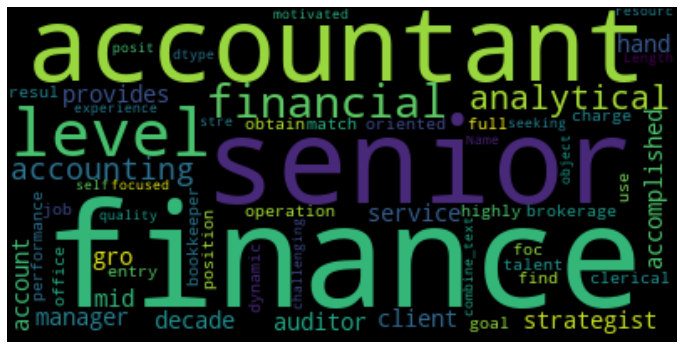 motivated
resourc
accountant
posit
dtype
hand
Length
resul
provides
financial
analytical
experience
level
stre
obtain
match
oriented
full
seeking
charge
accounting
senior
Name
object
accomplished
self
focused
use
job
quality
operation
service
highly
brokerage
performance
account
office
finance
gro
entry
bookkeeper
position
dynamic
challenging
combine_text
foc
talent
find
clerical
mid
manager
decade
auditor
client
goal
strategist